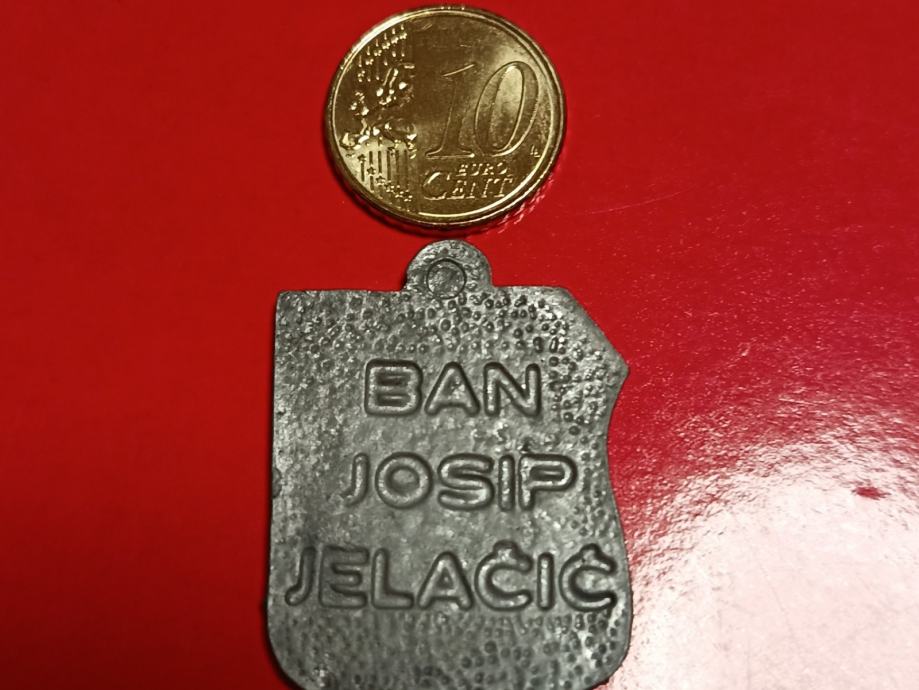 10
EURO
CENT
BAN
JOSIP
JELAČIĆ